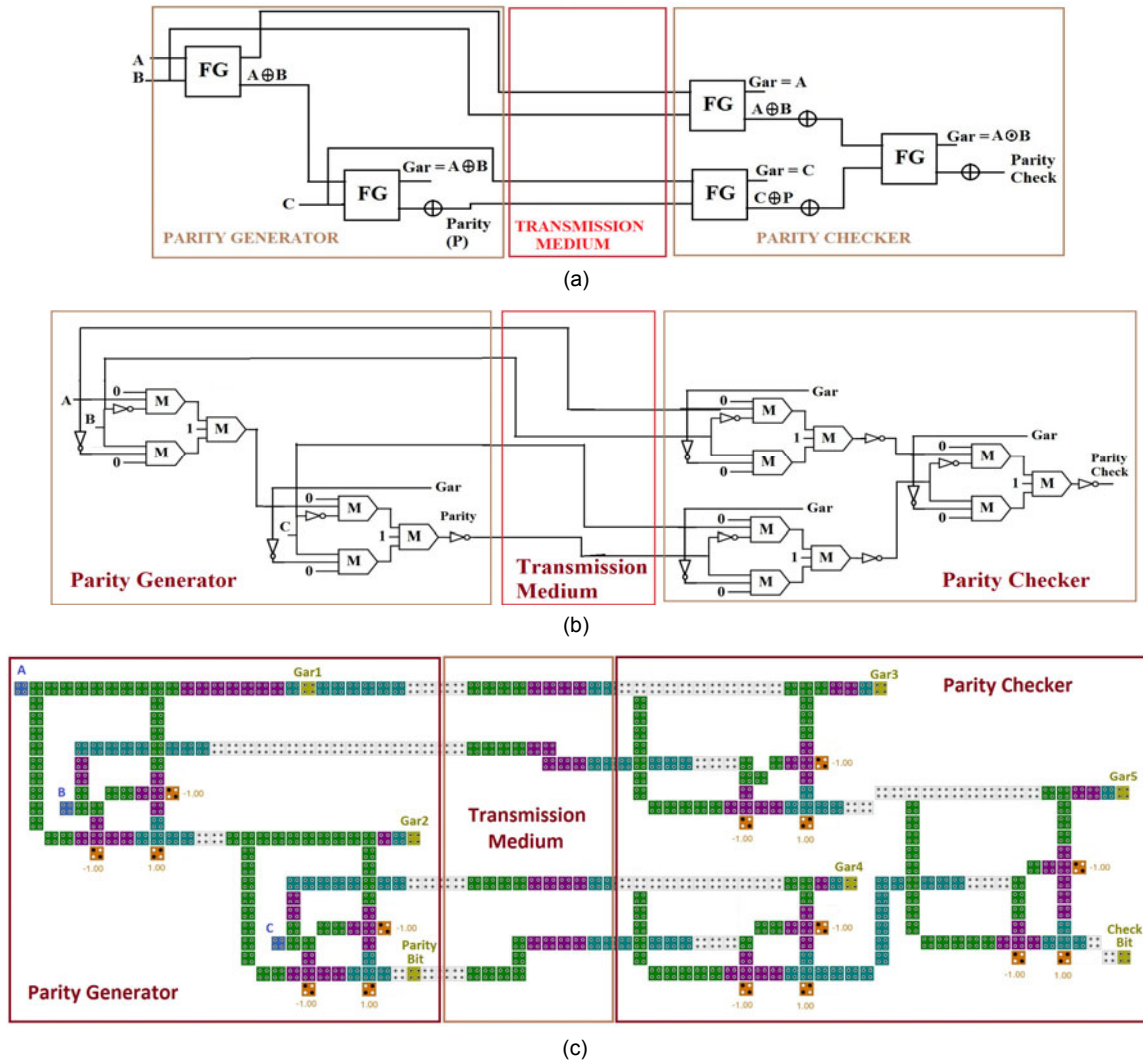 A
B
FG
A⊕B
FG
Gar = A⊕B
C
Parity
(P)
PARITY GENERATOR
TRANSMISSION
MEDIUM
FG
Gar = A
A⊕B
FG
Gar = C
C⊕P
FG
Gar = A⊙B
Parity
Check
PARITY CHECKER
(a)
A
0
M
B
1
M
M
0
Gar
0
M
C
1
M
M
0
Parity
Parity Generator
Transmission
Medium
Gar
0
M
1
M
M
0
Gar
0
M
1
M
M
0
Gar
0
M
1
M
M
0
Parity
Check
Parity Checker
(b)
A
Gar1
B
-1.00
-1.00
1.00
Gar2
C
-1.00
-1.00
1.00
Parity
Bit
Parity Generator
Transmission
Medium
Gar3
Parity Checker
-1.00
-1.00
1.00
Gar4
-1.00
-1.00
1.00
Gar5
-1.00
-1.00
1.00
Check
Bit
(c)